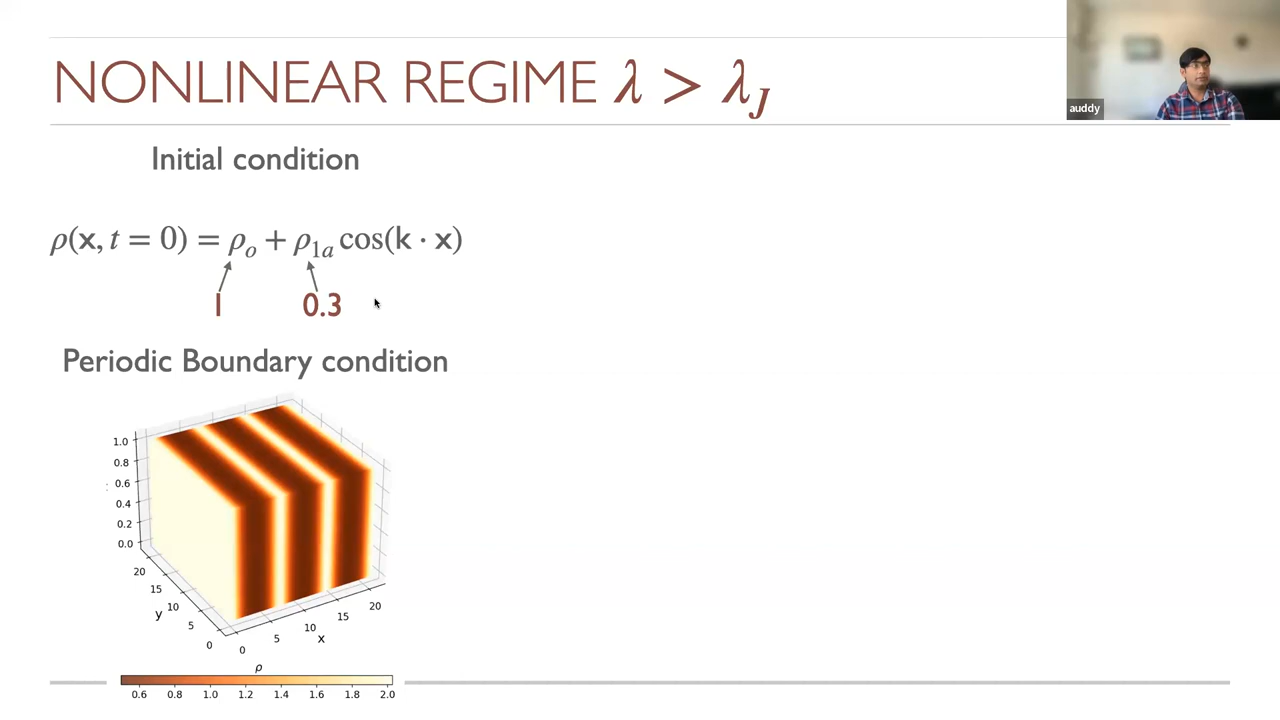 NONLINEAR REGIME λ > λ_J
auddy
Initial condition
ρ(x, t = 0) = ρ_o + ρ_{1a} cos(k · x)
1 0.3
Periodic Boundary condition
1.0
0.8
0.6
0.4
0.2
0.0
20
15
10
5
0
y
0
5
10
15
20
x
ρ
0.6 0.8 1.0 1.2 1.4 1.6 1.8 2.0